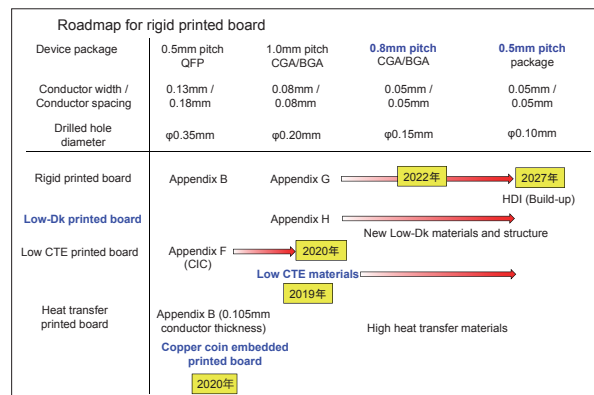 Roadmap for rigid printed board
Device package
0.5mm pitch
QFP
1.0mm pitch
CGA/BGA
0.8mm pitch
CGA/BGA
0.5mm pitch
package
Conductor width /
Conductor spacing
0.13mm /
0.18mm
0.08mm /
0.08mm
0.05mm /
0.05mm
0.05mm /
0.05mm
Drilled hole
diameter
φ0.35mm
φ0.20mm
φ0.15mm
φ0.10mm
Rigid printed board
Appendix B
Appendix G
2022年
2027年
HDI (Build-up)
Low-Dk printed board
Appendix H
New Low-Dk materials and structure
Low CTE printed board
Appendix F
(CIC)
2020年
Low CTE materials
2019年
Heat transfer
printed board
Appendix B (0.105mm
conductor thickness)
High heat transfer materials
Copper coin embedded
printed board
2020年